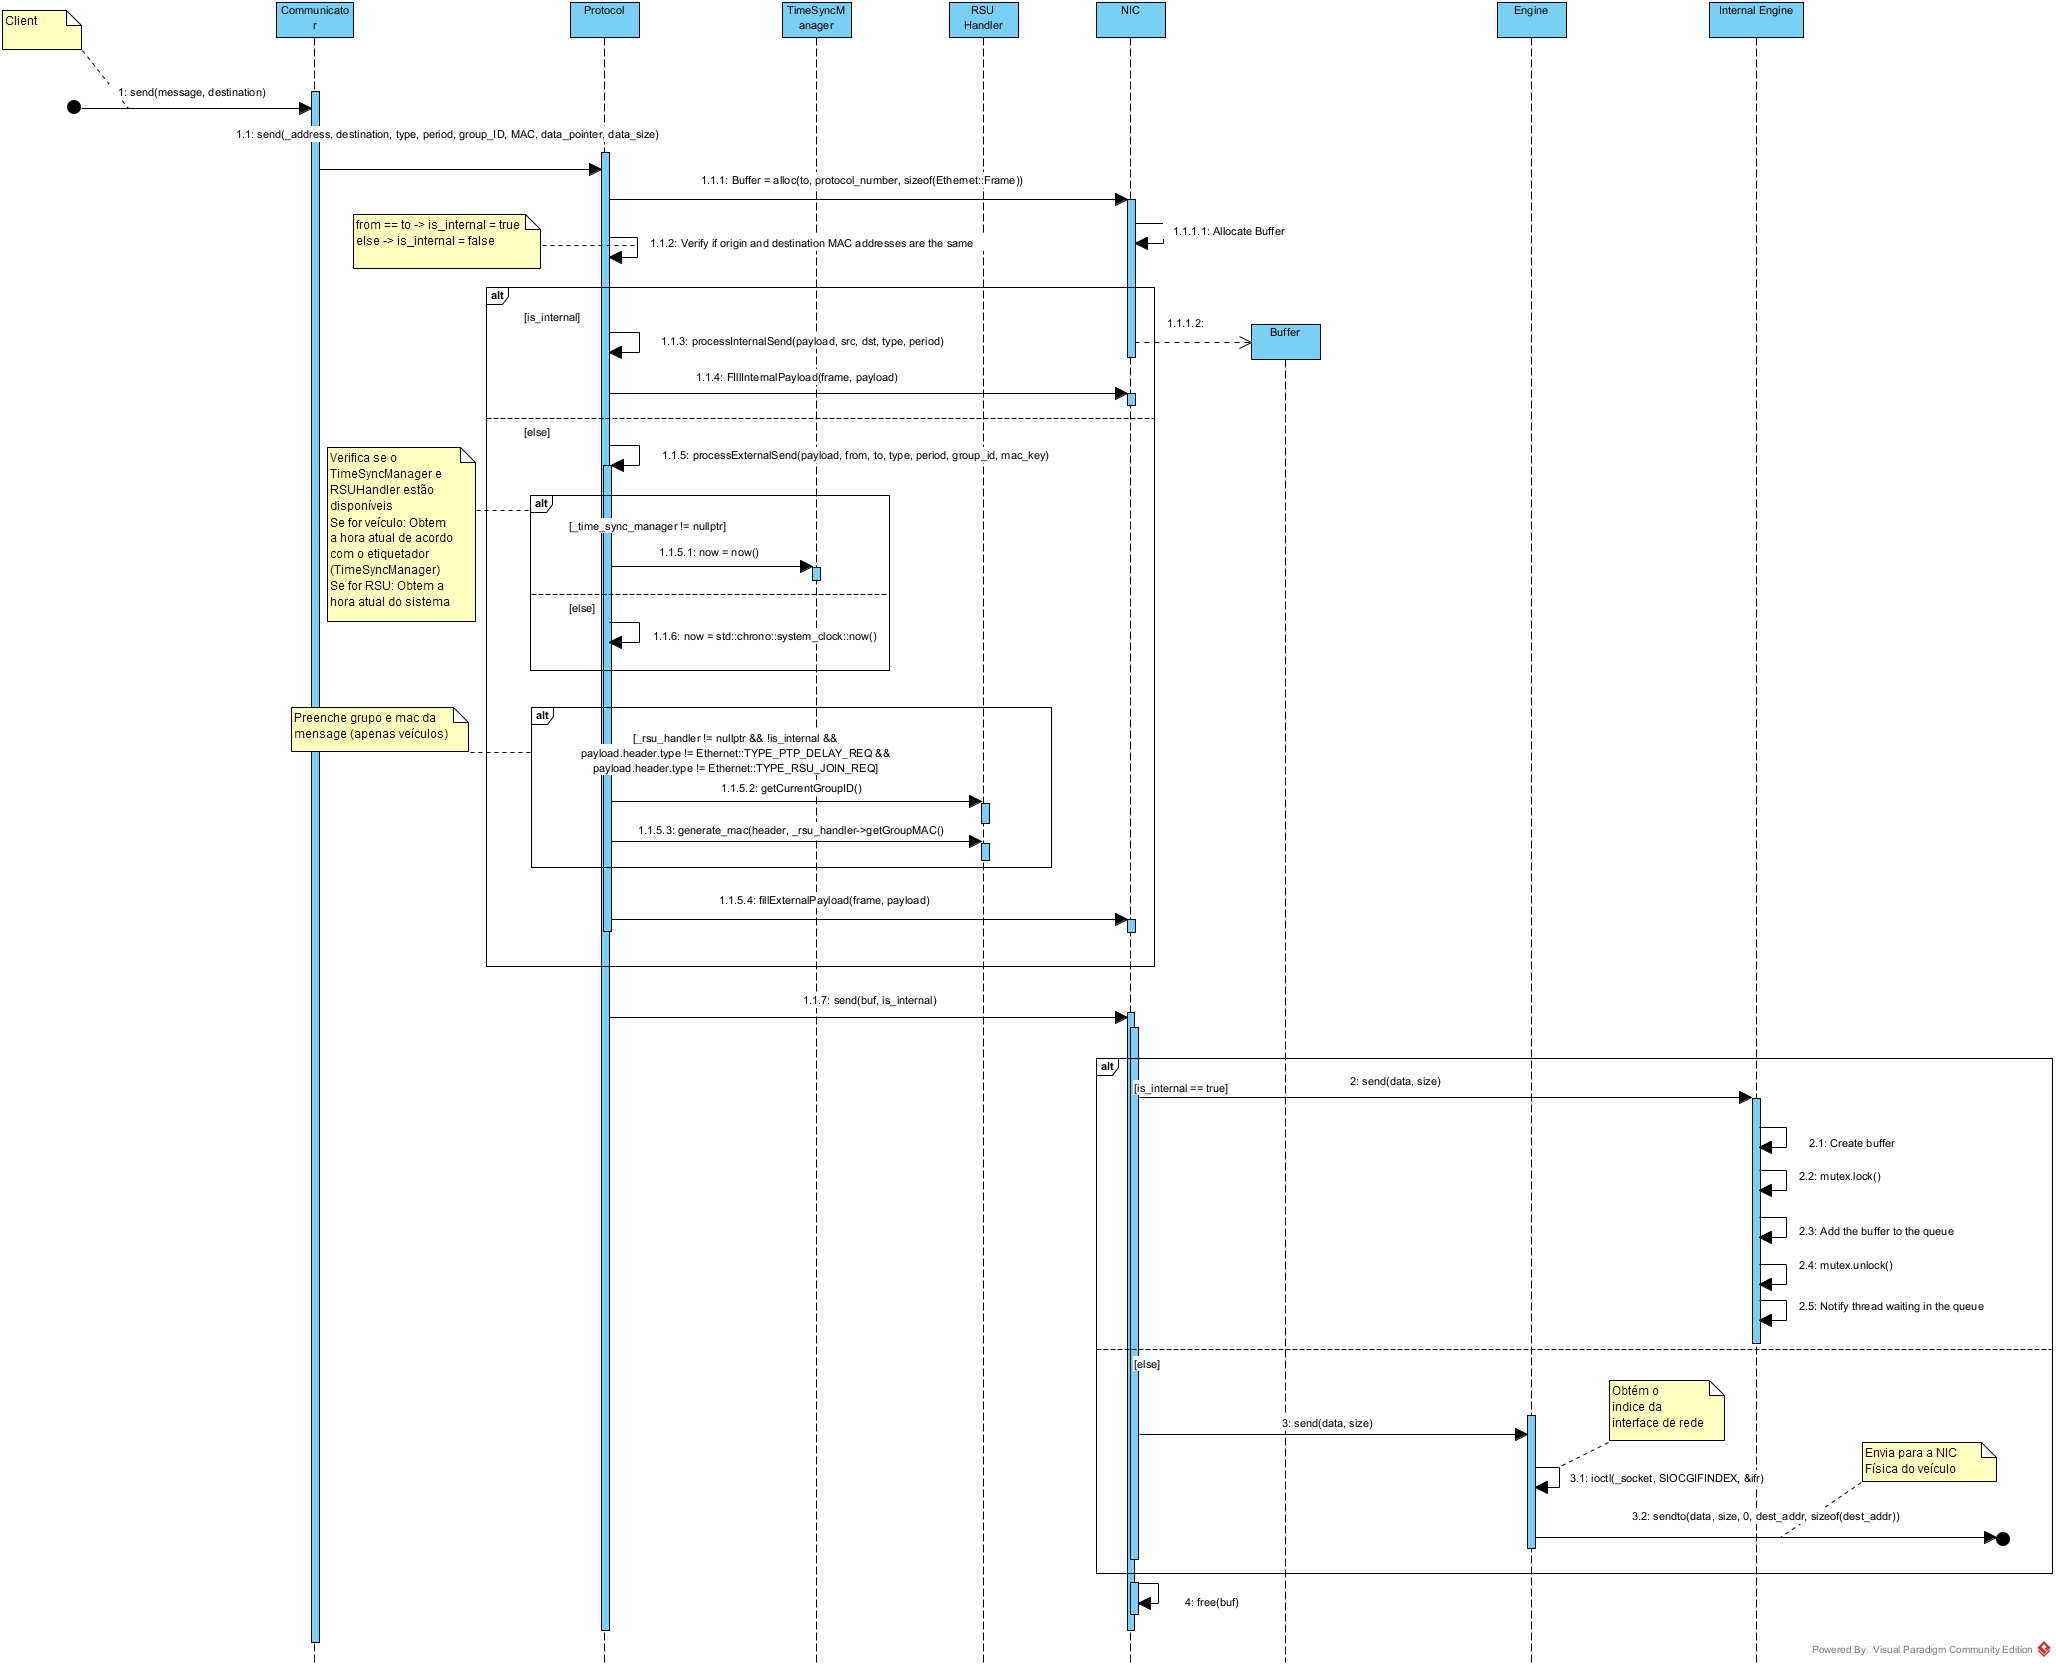 Client
Communicato
r
Protocol
TimeSyncM
anager
RSU
Handler
NIC
Engine
Internal Engine
1: send(message, destination)
1.1: send(_address, destination, type, period, group_ID, MAC, data_pointer, data_size)
1.1.1: Buffer = alloc(to, protocol_number, sizeof(Ethernet::Frame))
from == to -> is_internal = true
else -> is_internal = false
1.1.2: Verify if origin and destination MAC addresses are the same
1.1.1.1: Allocate Buffer
alt
[is_internal]
1.1.1.2:
Buffer
1.1.3: processInternalSend(payload, src, dst, type, period)
1.1.4: FIllInternalPayload(frame, payload)
[else]
1.1.5: processExternalSend(payload, from, to, type, period, group_id, mac_key)
Verifica se o
TimeSyncManager e
RSUHandler estão
disponíveis
Se for veículo: Obtem
a hora atual de acordo
com o etiquetador
(TimeSyncManager)
Se for RSU: Obtem a
hora atual do sistema
alt
[_time_sync_manager != nullptr]
1.1.5.1: now = now()
[else]
1.1.6: now = std::chrono::system_clock::now()
Preenche grupo e mac da
mensage (apenas veículos)
alt
[_rsu_handler != nullptr && !is_internal &&
payload.header.type != Ethernet::TYPE_PTP_DELAY_REQ &&
payload.header.type != Ethernet::TYPE_RSU_JOIN_REQ]
1.1.5.2: getCurrentGroupID()
1.1.5.3: generate_mac(header, _rsu_handler->getGroupMAC()
1.1.5.4: fillExternalPayload(frame, payload)
1.1.7: send(buf, is_internal)
alt
[is_internal == true]
2: send(data, size)
2.1: Create buffer
2.2: mutex.lock()
2.3: Add the buffer to the queue
2.4: mutex.unlock()
2.5: Notify thread waiting in the queue
[else]
Obtém o
indice da
interface de rede
3: send(data, size)
Envia para a NIC
Física do veículo
3.1: ioctl(_socket, SIOCGIFINDEX, &ifr)
3.2: sendto(data, size, 0, dest_addr, sizeof(dest_addr))
4: free(buf)
Powered By Visual Paradigm Community Edition